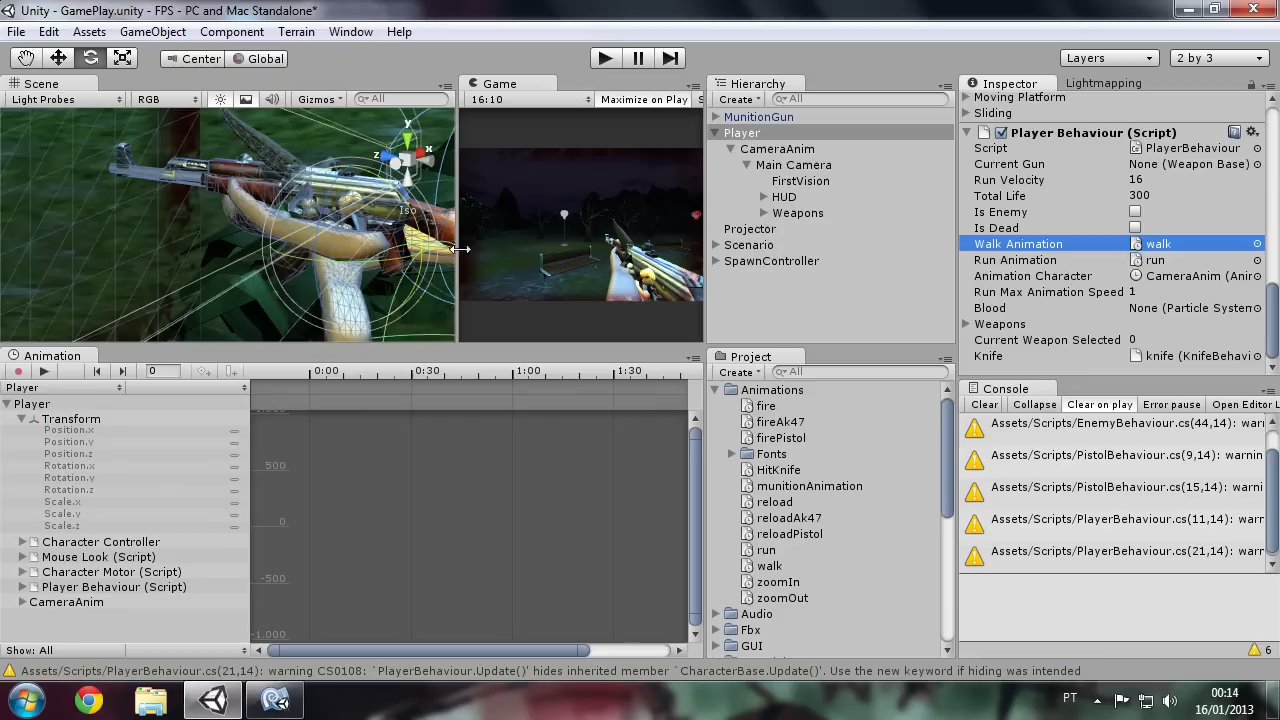 Unity - GamePlay.unity - FPS - PC and Mac Standalone*
File Edit Assets GameObject Component Terrain Window Help
Center Global Layers 2 by 3
Scene
Light Probes RGB Gizmos All
y
z x
Iso
Game
16:10 Maximize on Play S
Hierarchy
Create All
MunitionGun
Player
CameraAnim
Main Camera
FirstVision
HUD
Weapons
Projector
Scenario
SpawnController
Inspector Lightmapping
Moving Platform
Sliding
Player Behaviour (Script)
Script PlayerBehaviour
Current Gun None (Weapon Base)
Run Velocity 16
Total Life 300
Is Enemy
Is Dead
Walk Animation walk
Run Animation run
Animation Character CameraAnim (Anir
Run Max Animation Speed 1
Blood None (Particle System
Weapons
Current Weapon Selected 0
Knife knife (KnifeBehavi
Animation
0 0:00 0:30 1:00 1:30
Player
Player
Transform
Position.x
Position.y
Position.z
Rotation.x
Rotation.y
Rotation.z
Scale.x
Scale.y
Scale.z
Character Controller
Mouse Look (Script)
Character Motor (Script)
Player Behaviour (Script)
CameraAnim
500
0
-500
-1,000
Show: All
Project
Create All
Animations
fire
fireAk47
firePistol
Fonts
HitKnife
munitionAnimation
reload
reloadAk47
reloadPistol
run
walk
zoomIn
zoomOut
Audio
Fbx
GUI
Console
Clear Collapse Clear on play Error pause Open Editor L
Assets/Scripts/EnemyBehaviour.cs(44,14): warn
Assets/Scripts/PistolBehaviour.cs(9,14): warnin
Assets/Scripts/PistolBehaviour.cs(15,14): warni
Assets/Scripts/PlayerBehaviour.cs(11,14): warr
Assets/Scripts/PlayerBehaviour.cs(21,14): warr
6
Assets/Scripts/PlayerBehaviour.cs(21,14): warning CS0108: `PlayerBehaviour.Update()' hides inherited member `CharacterBase.Update()'. Use the new keyword if hiding was intended
PT
00:14
16/01/2013